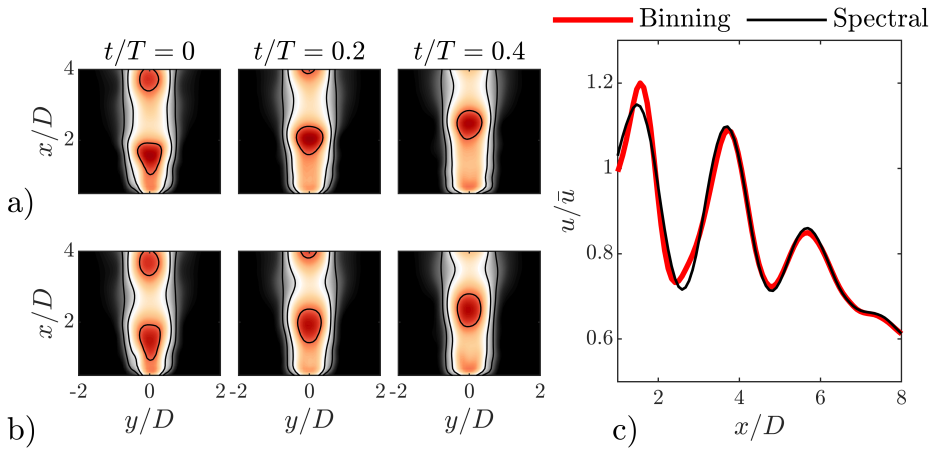 t/T = 0
t/T = 0.2
t/T = 0.4
4
2
x/D
a)
4
2
x/D
-2 0 2
-2 0 2
-2 0 2
y/D
y/D
y/D
b)
Binning
Spectral
1.2
1
0.8
0.6
u/ū
2 4 6 8
x/D
c)